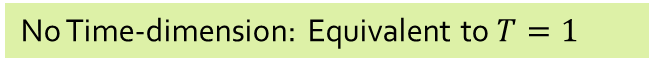 No Time-dimension: Equivalent to T = 1